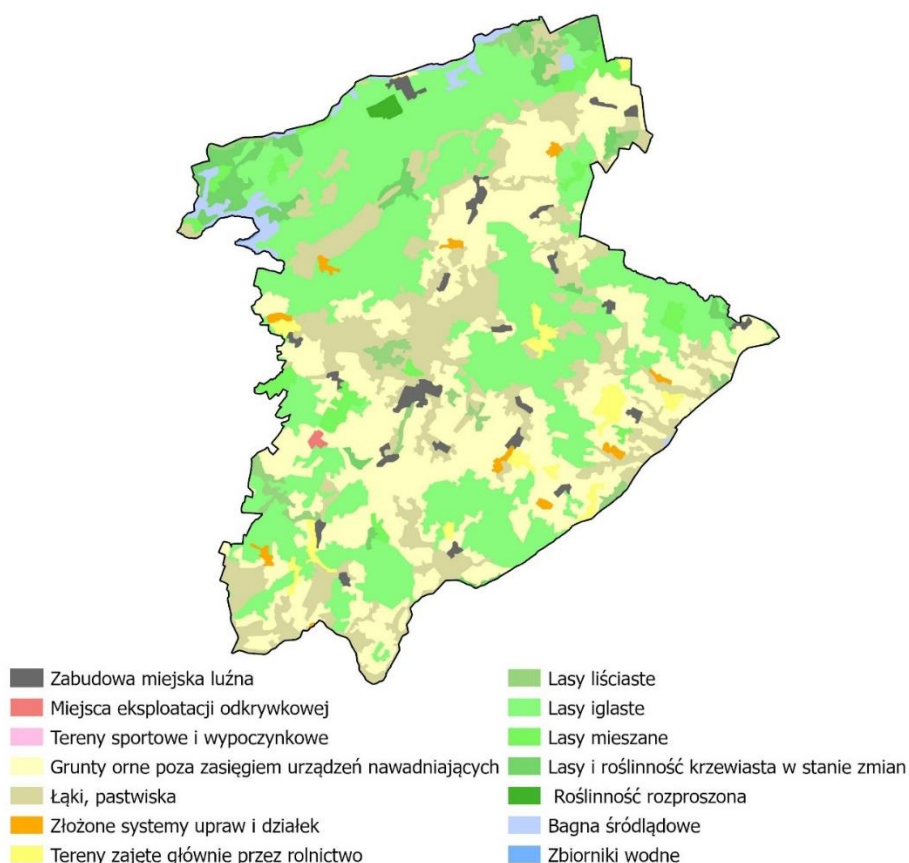 Zabudowa miejska luźna
Miejsca eksploatacji odkrywkowej
Tereny sportowe i wypoczynkowe
Grunty orne poza zasięgiem urządzeń nawadniających
Łąki, pastwiska
Złożone systemy upraw i działek
Tereny zajęte głównie przez rolnictwo
Lasy liściaste
Lasy iglaste
Lasy mieszane
Lasy i roślinność krzewiasta w stanie zmian
Roślinność rozproszona
Bagna śródlądowe
Zbiorniki wodne